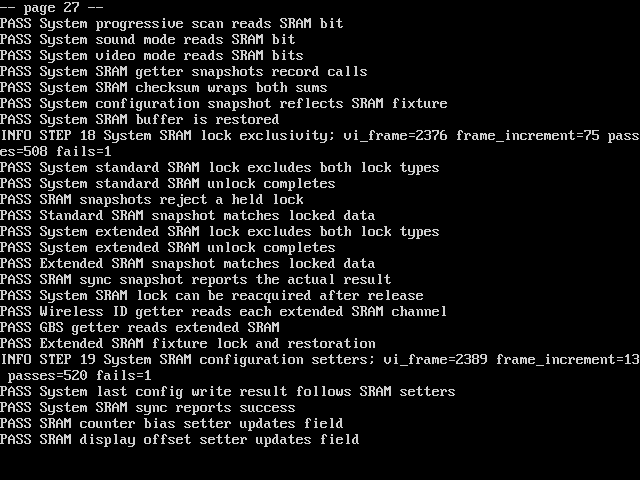 -- page 27 --
PASS System progressive scan reads SRAM bit
PASS System sound mode reads SRAM bit
PASS System video mode reads SRAM bits
PASS System SRAM getter snapshots record calls
PASS System SRAM checksum wraps both sums
PASS System configuration snapshot reflects SRAM fixture
PASS System SRAM buffer is restored
INFO STEP 18 System SRAM lock exclusivity; vi_frame=2376 frame_increment=75 pass
es=508 fails=1
PASS System standard SRAM lock excludes both lock types
PASS System standard SRAM unlock completes
PASS SRAM snapshots reject a held lock
PASS Standard SRAM snapshot matches locked data
PASS System extended SRAM lock excludes both lock types
PASS System extended SRAM unlock completes
PASS Extended SRAM snapshot matches locked data
PASS SRAM sync snapshot reports the actual result
PASS System SRAM lock can be reacquired after release
PASS Wireless ID getter reads each extended SRAM channel
PASS GBS getter reads extended SRAM
PASS Extended SRAM fixture lock and restoration
INFO STEP 19 System SRAM configuration setters; vi_frame=2389 frame_increment=13
 passes=520 fails=1
PASS System last config write result follows SRAM setters
PASS System SRAM sync reports success
PASS SRAM counter bias setter updates field
PASS SRAM display offset setter updates field